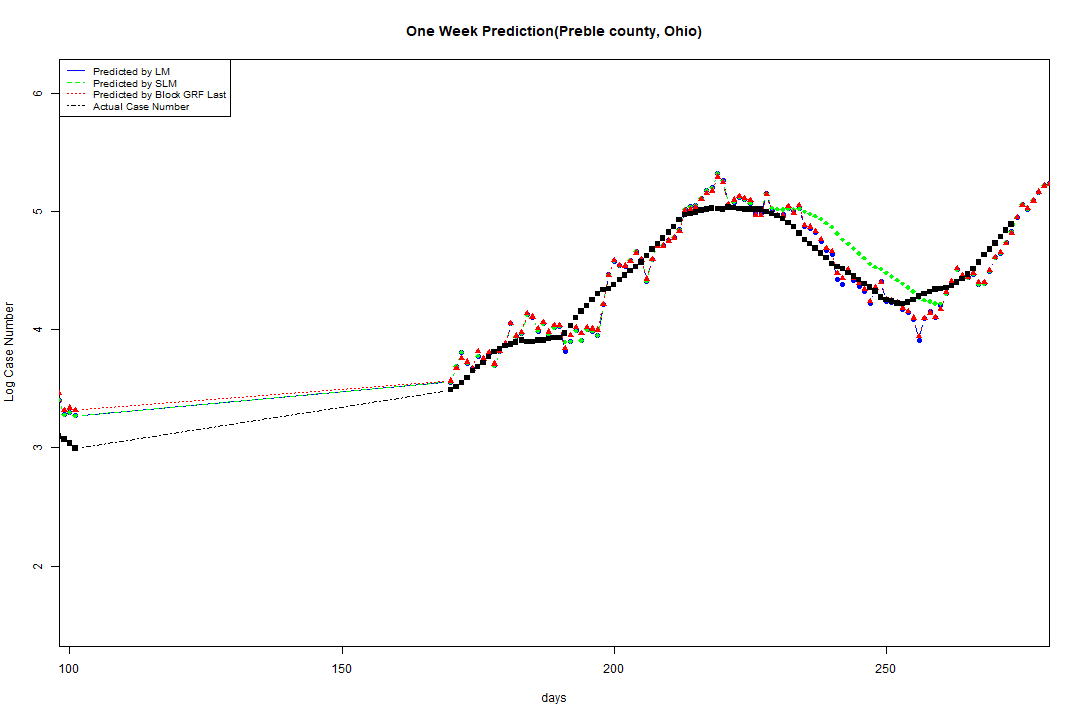 One Week Prediction(Preble county, Ohio)
Predicted by LM
Predicted by SLM
Predicted by Block GRF Last
Actual Case Number
6
5
4
3
2
Log Case Number
100 150 200 250
days